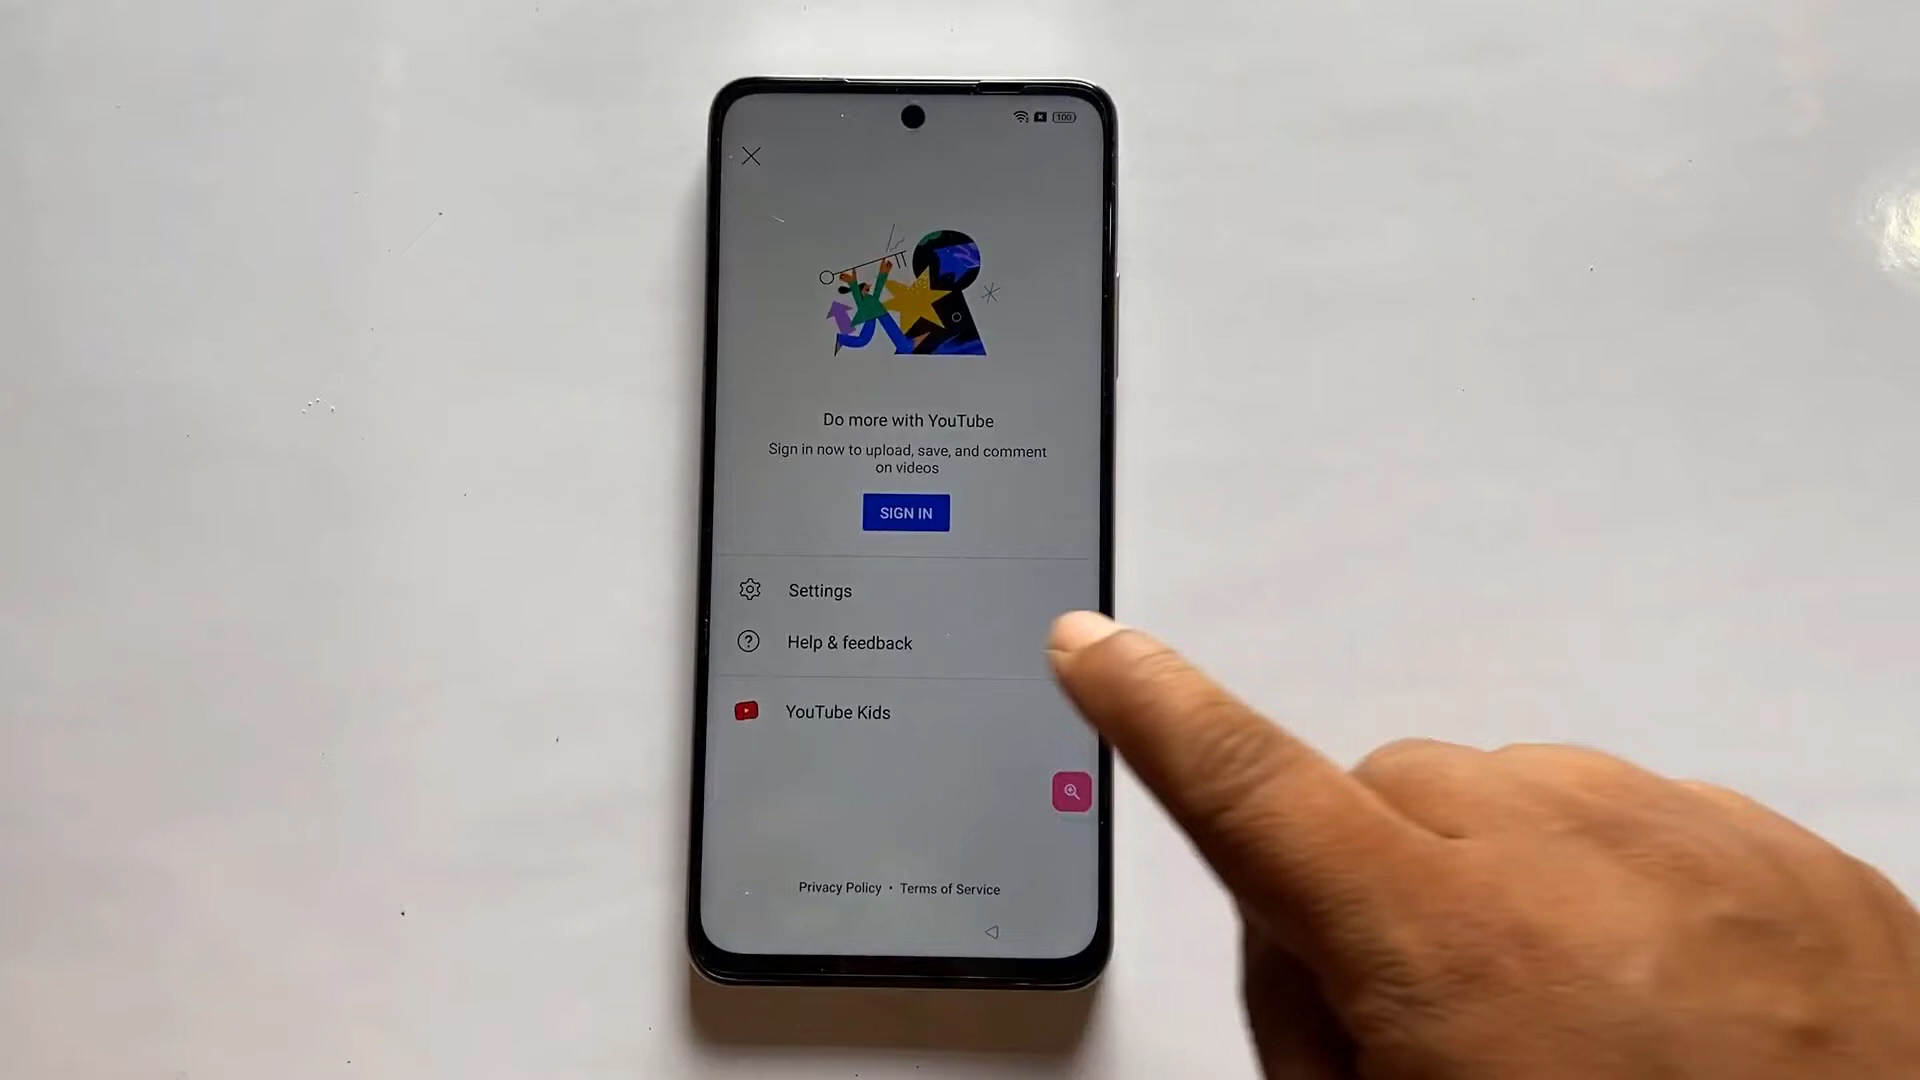 100
Do more with YouTube
Sign in now to upload, save, and comment
on videos
SIGN IN
Settings
Help & feedback
YouTube Kids
Privacy Policy • Terms of Service